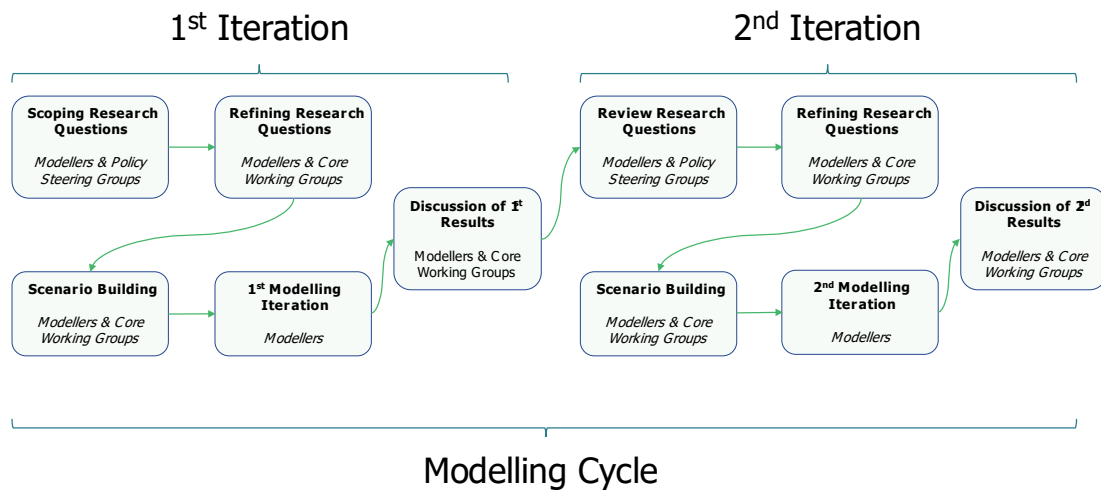 1st Iteration
2nd Iteration
Scoping Research
Questions
Modellers & Policy
Steering Groups
Refining Research
Questions
Modellers & Core
Working Groups
Scenario Building
Modellers & Core
Working Groups
1st Modelling
Iteration
Modellers
Discussion of 1st
Results
Modellers & Core
Working Groups
Review Research
Questions
Modellers & Policy
Steering Groups
Refining Research
Questions
Modellers & Core
Working Groups
Scenario Building
Modellers & Core
Working Groups
2nd Modelling
Iteration
Modellers
Discussion of 2nd
Results
Modellers & Core
Working Groups
Modelling Cycle